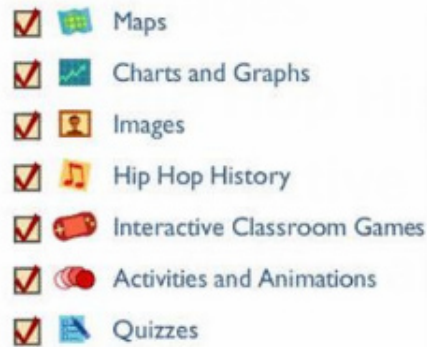 Maps
Charts and Graphs
Images
Hip Hop History
Interactive Classroom Games
Activities and Animations
Quizzes